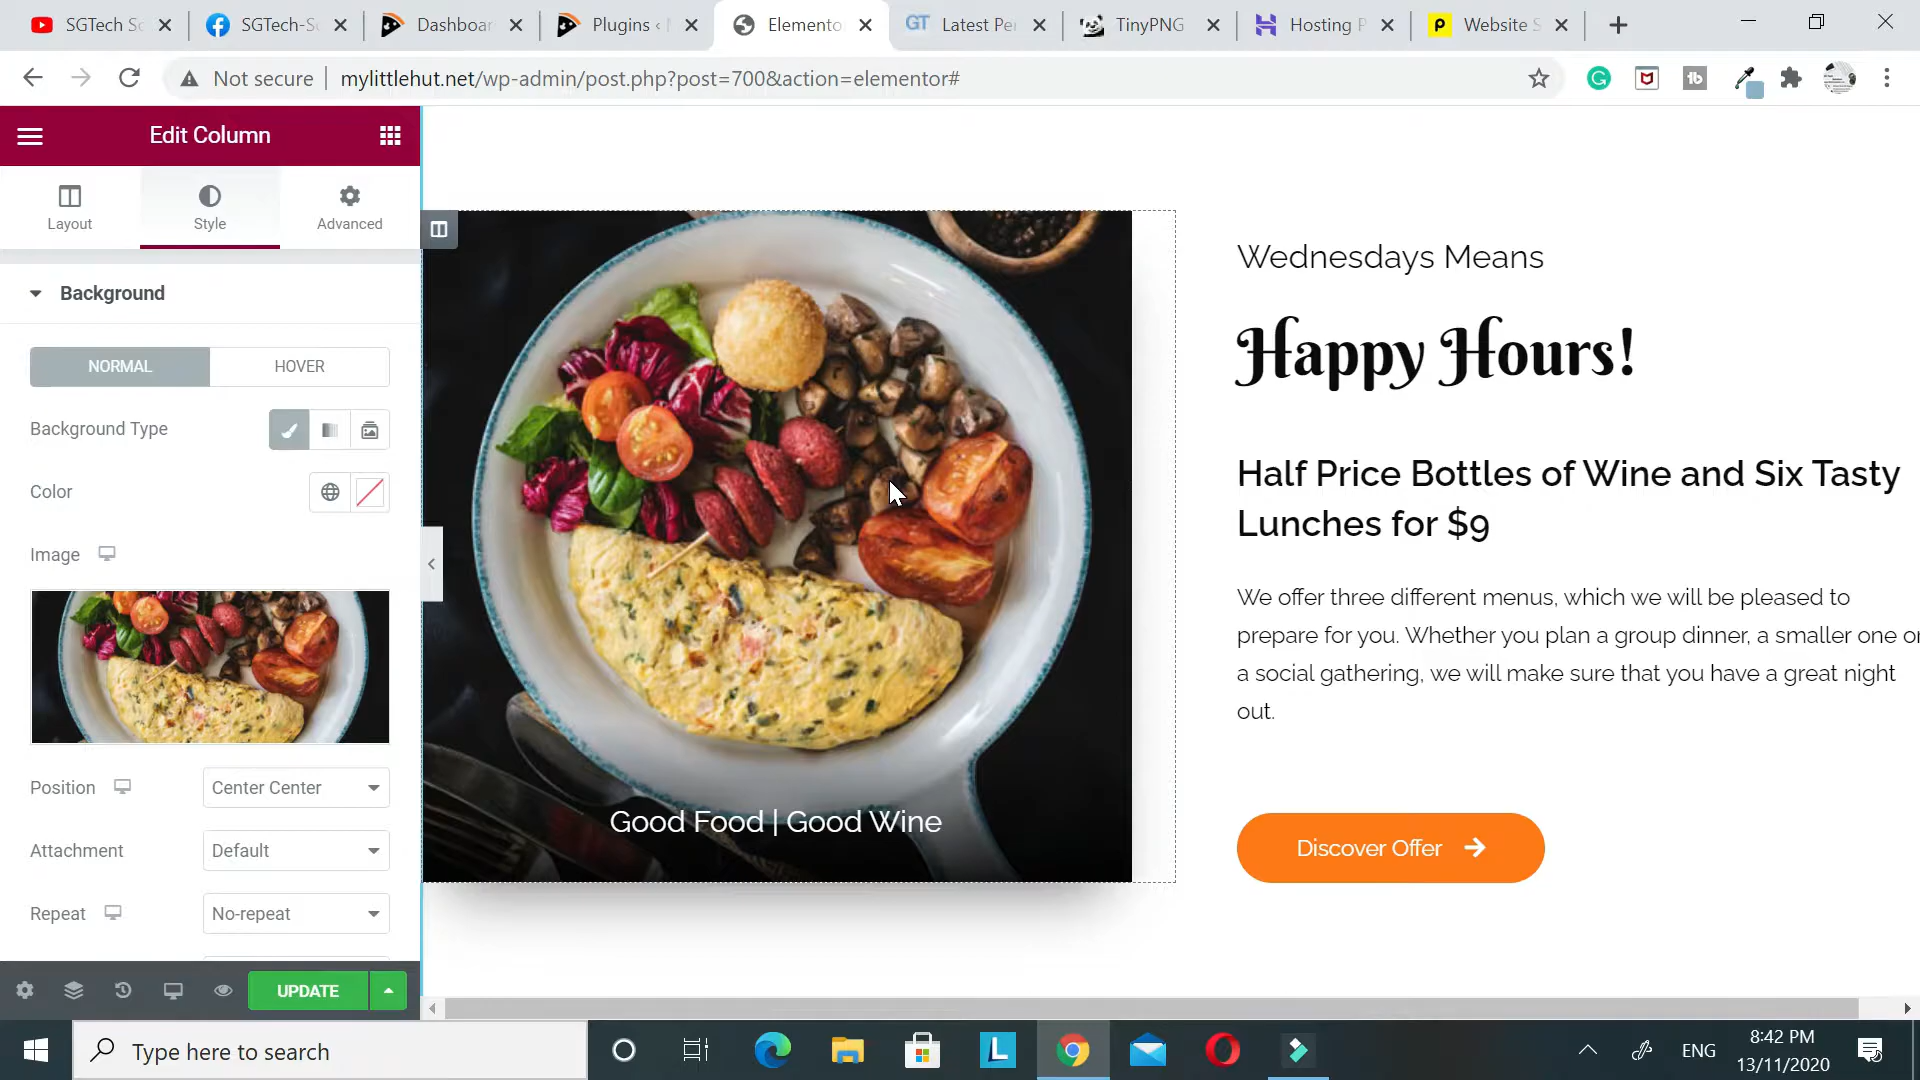 SGTech Sc
SGTech-Sc
Dashboar
Plugins ‹
Elemento
GT Latest Per
TinyPNG
Hosting P
Website S
Not secure | mylittlehut.net/wp-admin/post.php?post=700&action=elementor#
Edit Column
Layout
Style
Advanced
Background
NORMAL
HOVER
Background Type
Color
Image
Position
Center Center
Attachment
Default
Repeat
No-repeat
UPDATE
Good Food | Good Wine
Wednesdays Means
Happy Hours!
Half Price Bottles of Wine and Six Tasty
Lunches for $9
We offer three different menus, which we will be pleased to
prepare for you. Whether you plan a group dinner, a smaller one or
a social gathering, we will make sure that you have a great night
out.
Discover Offer
Type here to search
ENG
8:42 PM
13/11/2020